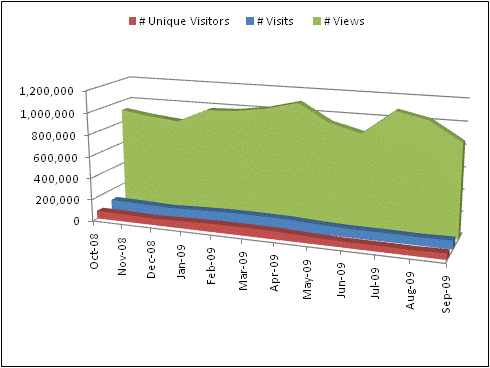 # Unique Visitors # Visits # Views
1,200,000
1,000,000
800,000
600,000
400,000
200,000
0
Oct-08
Nov-08
Dec-08
Jan-09
Feb-09
Mar-09
Apr-09
May-09
Jun-09
Jul-09
Aug-09
Sep-09